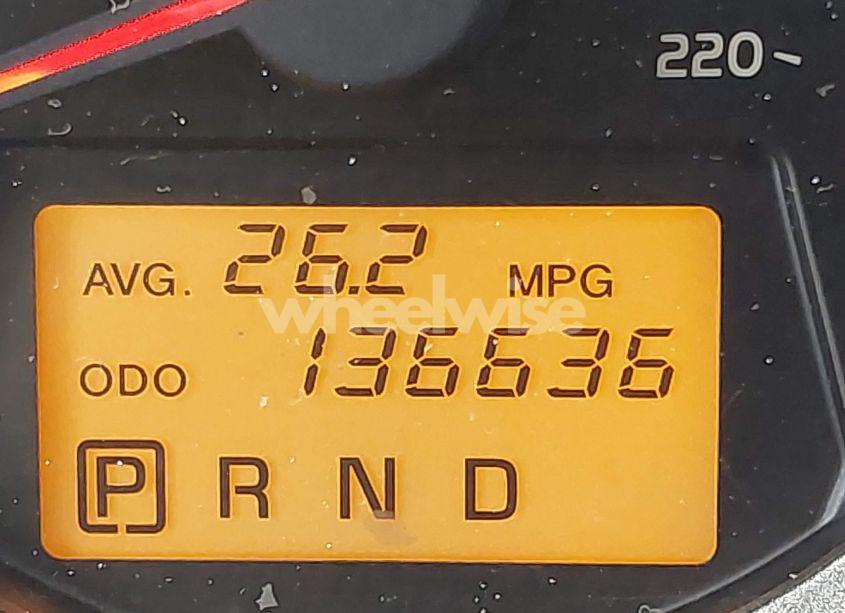 220
AVG. 26.2 MPG
wheelwise
ODO 136636
P R N D